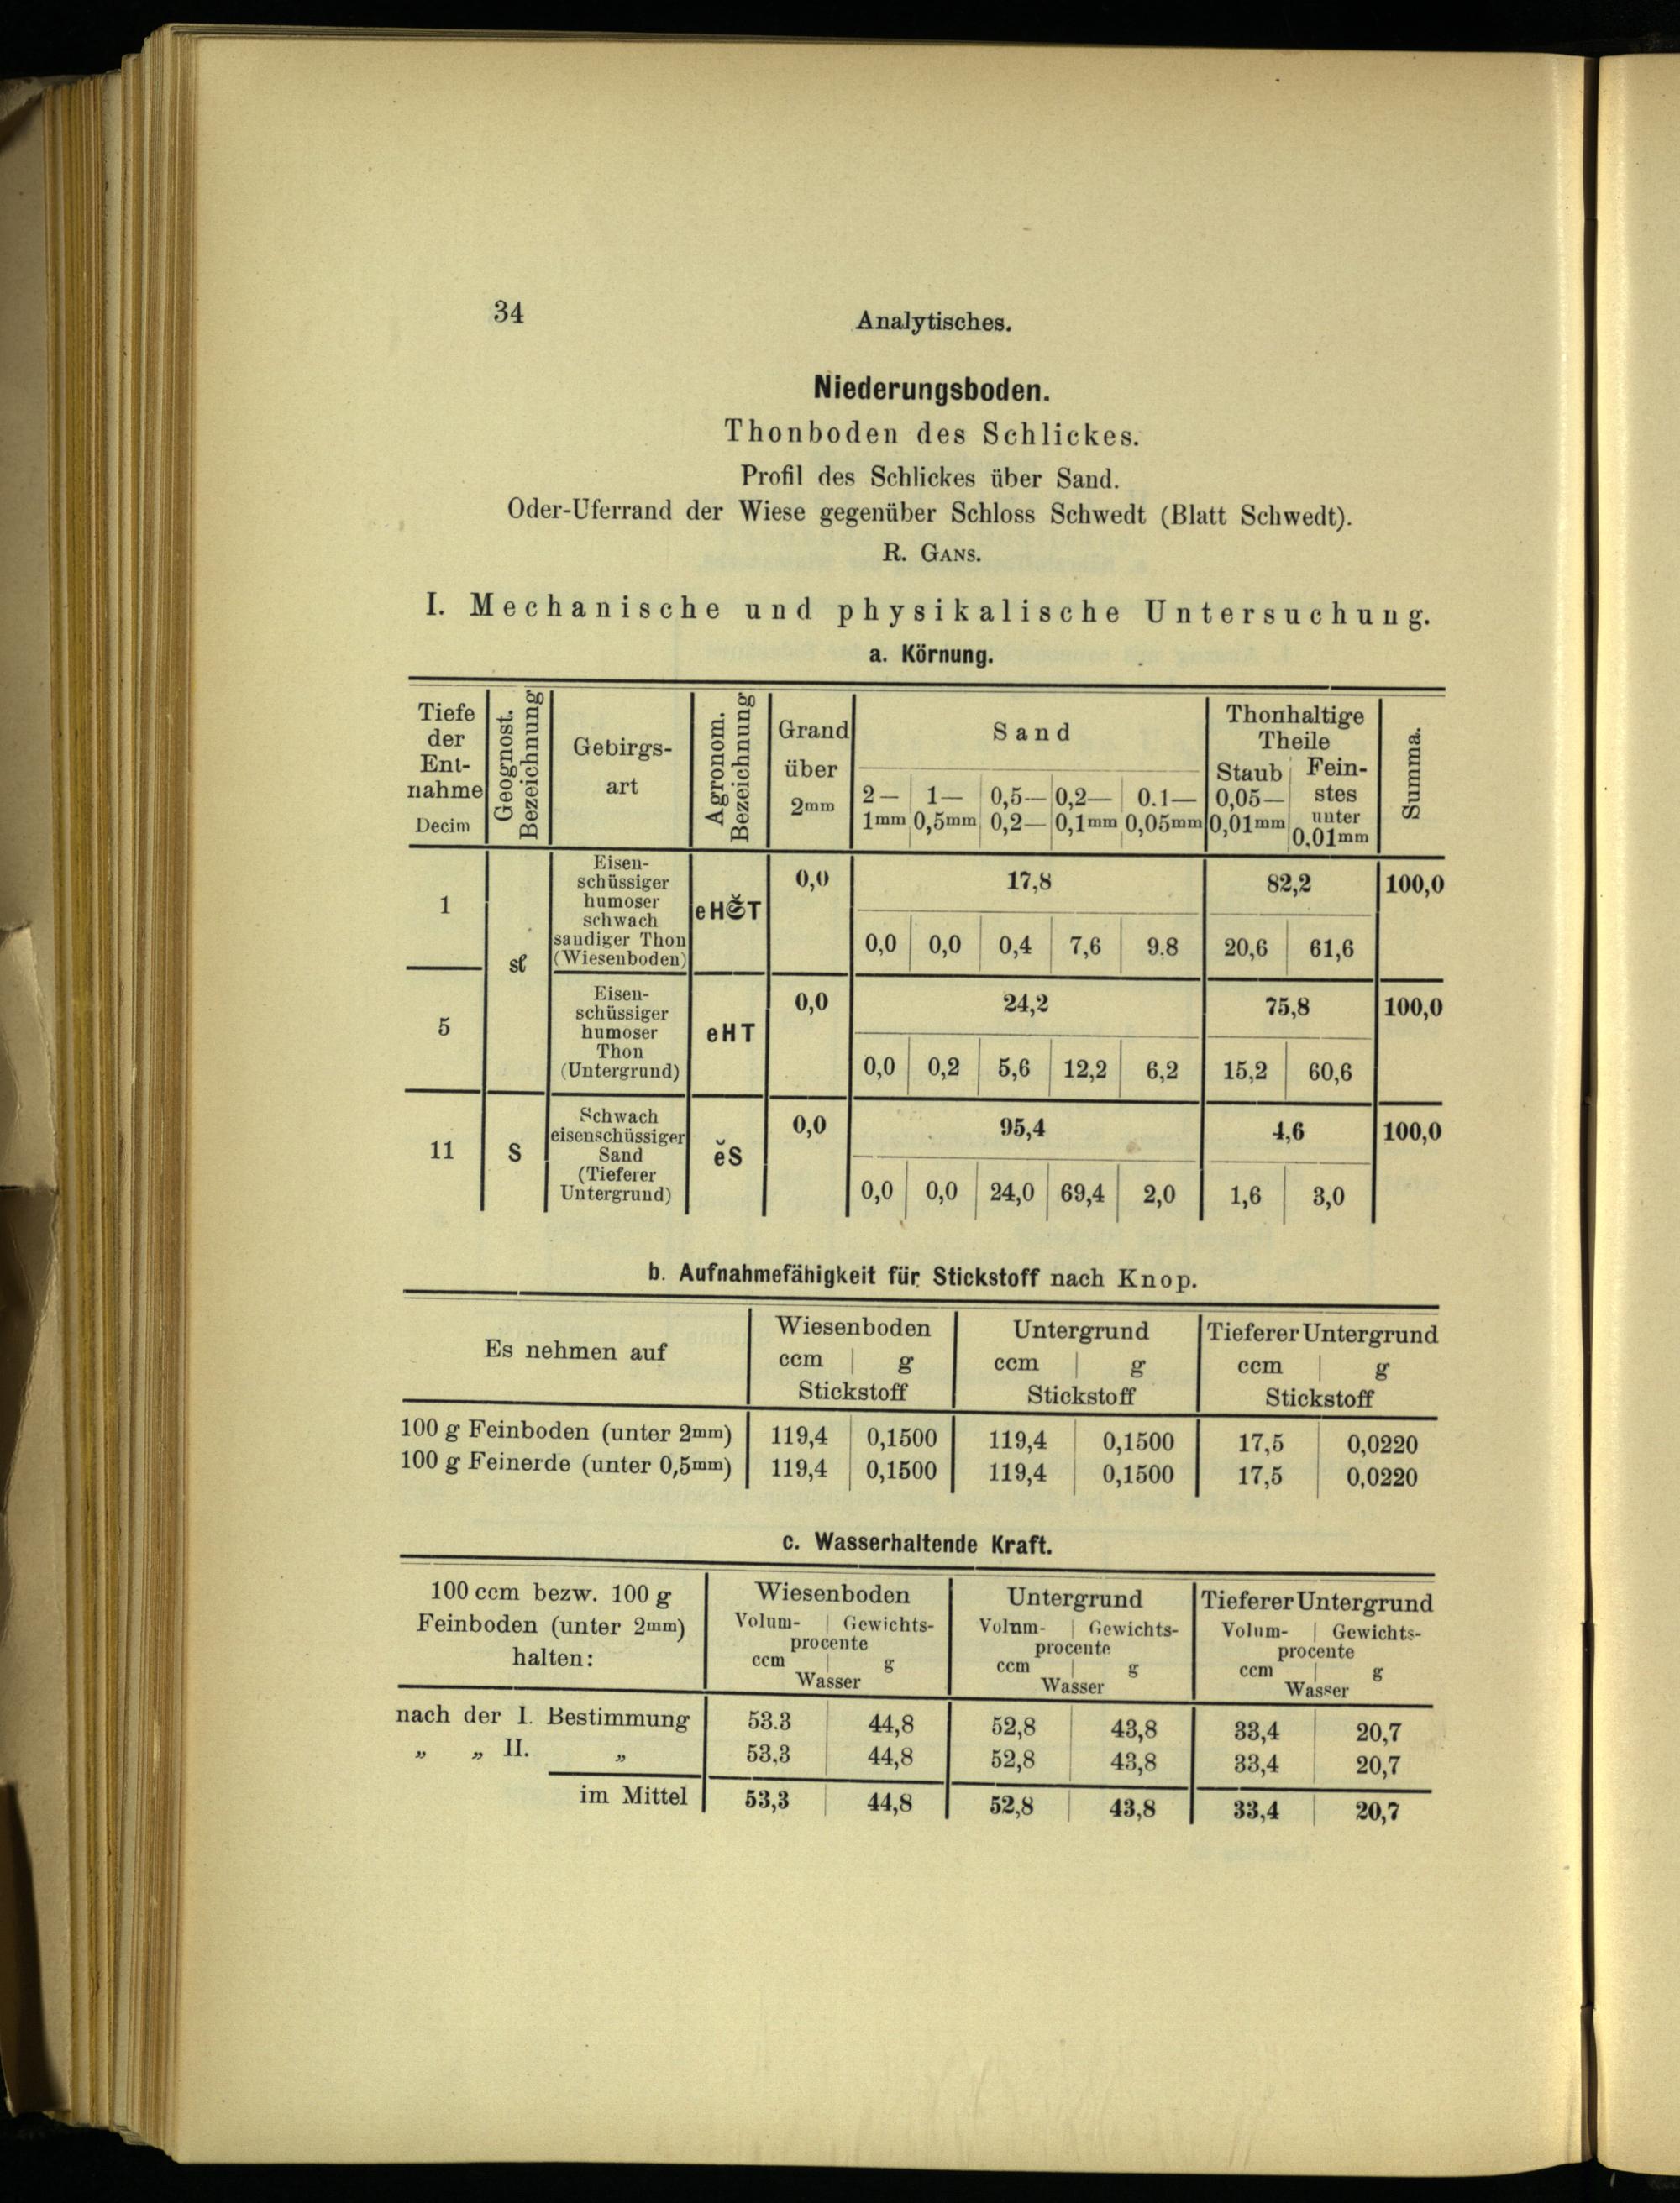 34
Analytisches.
Niederungsboden.
Thonboden des Schlickes.
Profil des Schlickes über Sand.
Oder-Uferrand der Wiese gegenüber Schloss Schwedt (Blatt Schwedt).
R. GANS.
I. Mechanische und physikalische Untersuchung.
a. Körnung.
Tiefe
der
Ent-
nahme
Decim
Geognost.
Bezeichnung
Gebirgs-
art
Agronom.
Bezeichnung
Grand
über
2mm
Sand
2— 1— 0,5— 0,2— 0.1—
1mm 0,5mm 0,2— 0,1mm 0,05mm
Thonhaltige
Theile
Staub
0,05—
0,01mm
Fein-
stes
unter
0,01mm
Summa.
1
sf
Eisen-
schüssiger
humoser
schwach
sandiger Thon
(Wiesenboden)
0,0 17,8 82,2 100,0
0,0 0,0 0,4 7,6 9.8 20,6 61,6
5
Eisen-
schüssiger
humoser
Thon
(Untergrund)
eHT
0,0 24,2 75,8 100,0
0,0 0,2 5,6 12,2 6,2 15,2 60,6
11
S
Schwach
eisenschüssiger
Sand
(Tieferer
Untergrund)
ĕS
0,0 95,4 4,6 100,0
0,0 0,0 24,0 69,4 2,0 1,6 3,0
b. Aufnahmefähigkeit für Stickstoff nach Knop.
Es nehmen auf
Wiesenboden Untergrund Tieferer Untergrund
ccm g ccm g ccm g
Stickstoff Stickstoff Stickstoff
100 g Feinboden (unter 2mm) 119,4 0,1500 119,4 0,1500 17,5 0,0220
100 g Feinerde (unter 0,5mm) 119,4 0,1500 119,4 0,1500 17,5 0,0220
c. Wasserhaltende Kraft.
100 ccm bezw. 100 g
Feinboden (unter 2mm)
halten:
Wiesenboden Untergrund Tieferer Untergrund
Volum- Gewichts- Volum- Gewichts- Volum- Gewichts-
procente procente procente
ccm g ccm g ccm g
Wasser Wasser Wasser
nach der I. Bestimmung 53.3 44,8 52,8 43,8 33,4 20,7
„ „ II. „ 53,3 44,8 52,8 43,8 33,4 20,7
im Mittel 53,3 44,8 52,8 43,8 33,4 20,7